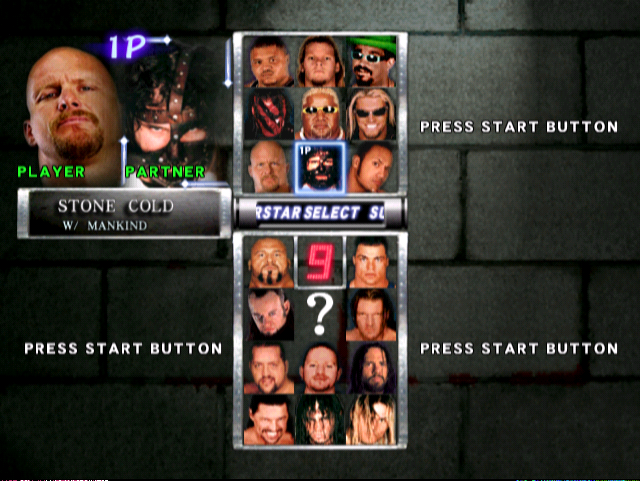 1P
PLAYER
PARTNER
STONE COLD
W/ MANKIND
1P
PRESS START BUTTON
RSTAR SELECT SU
9
?
PRESS START BUTTON
PRESS START BUTTON